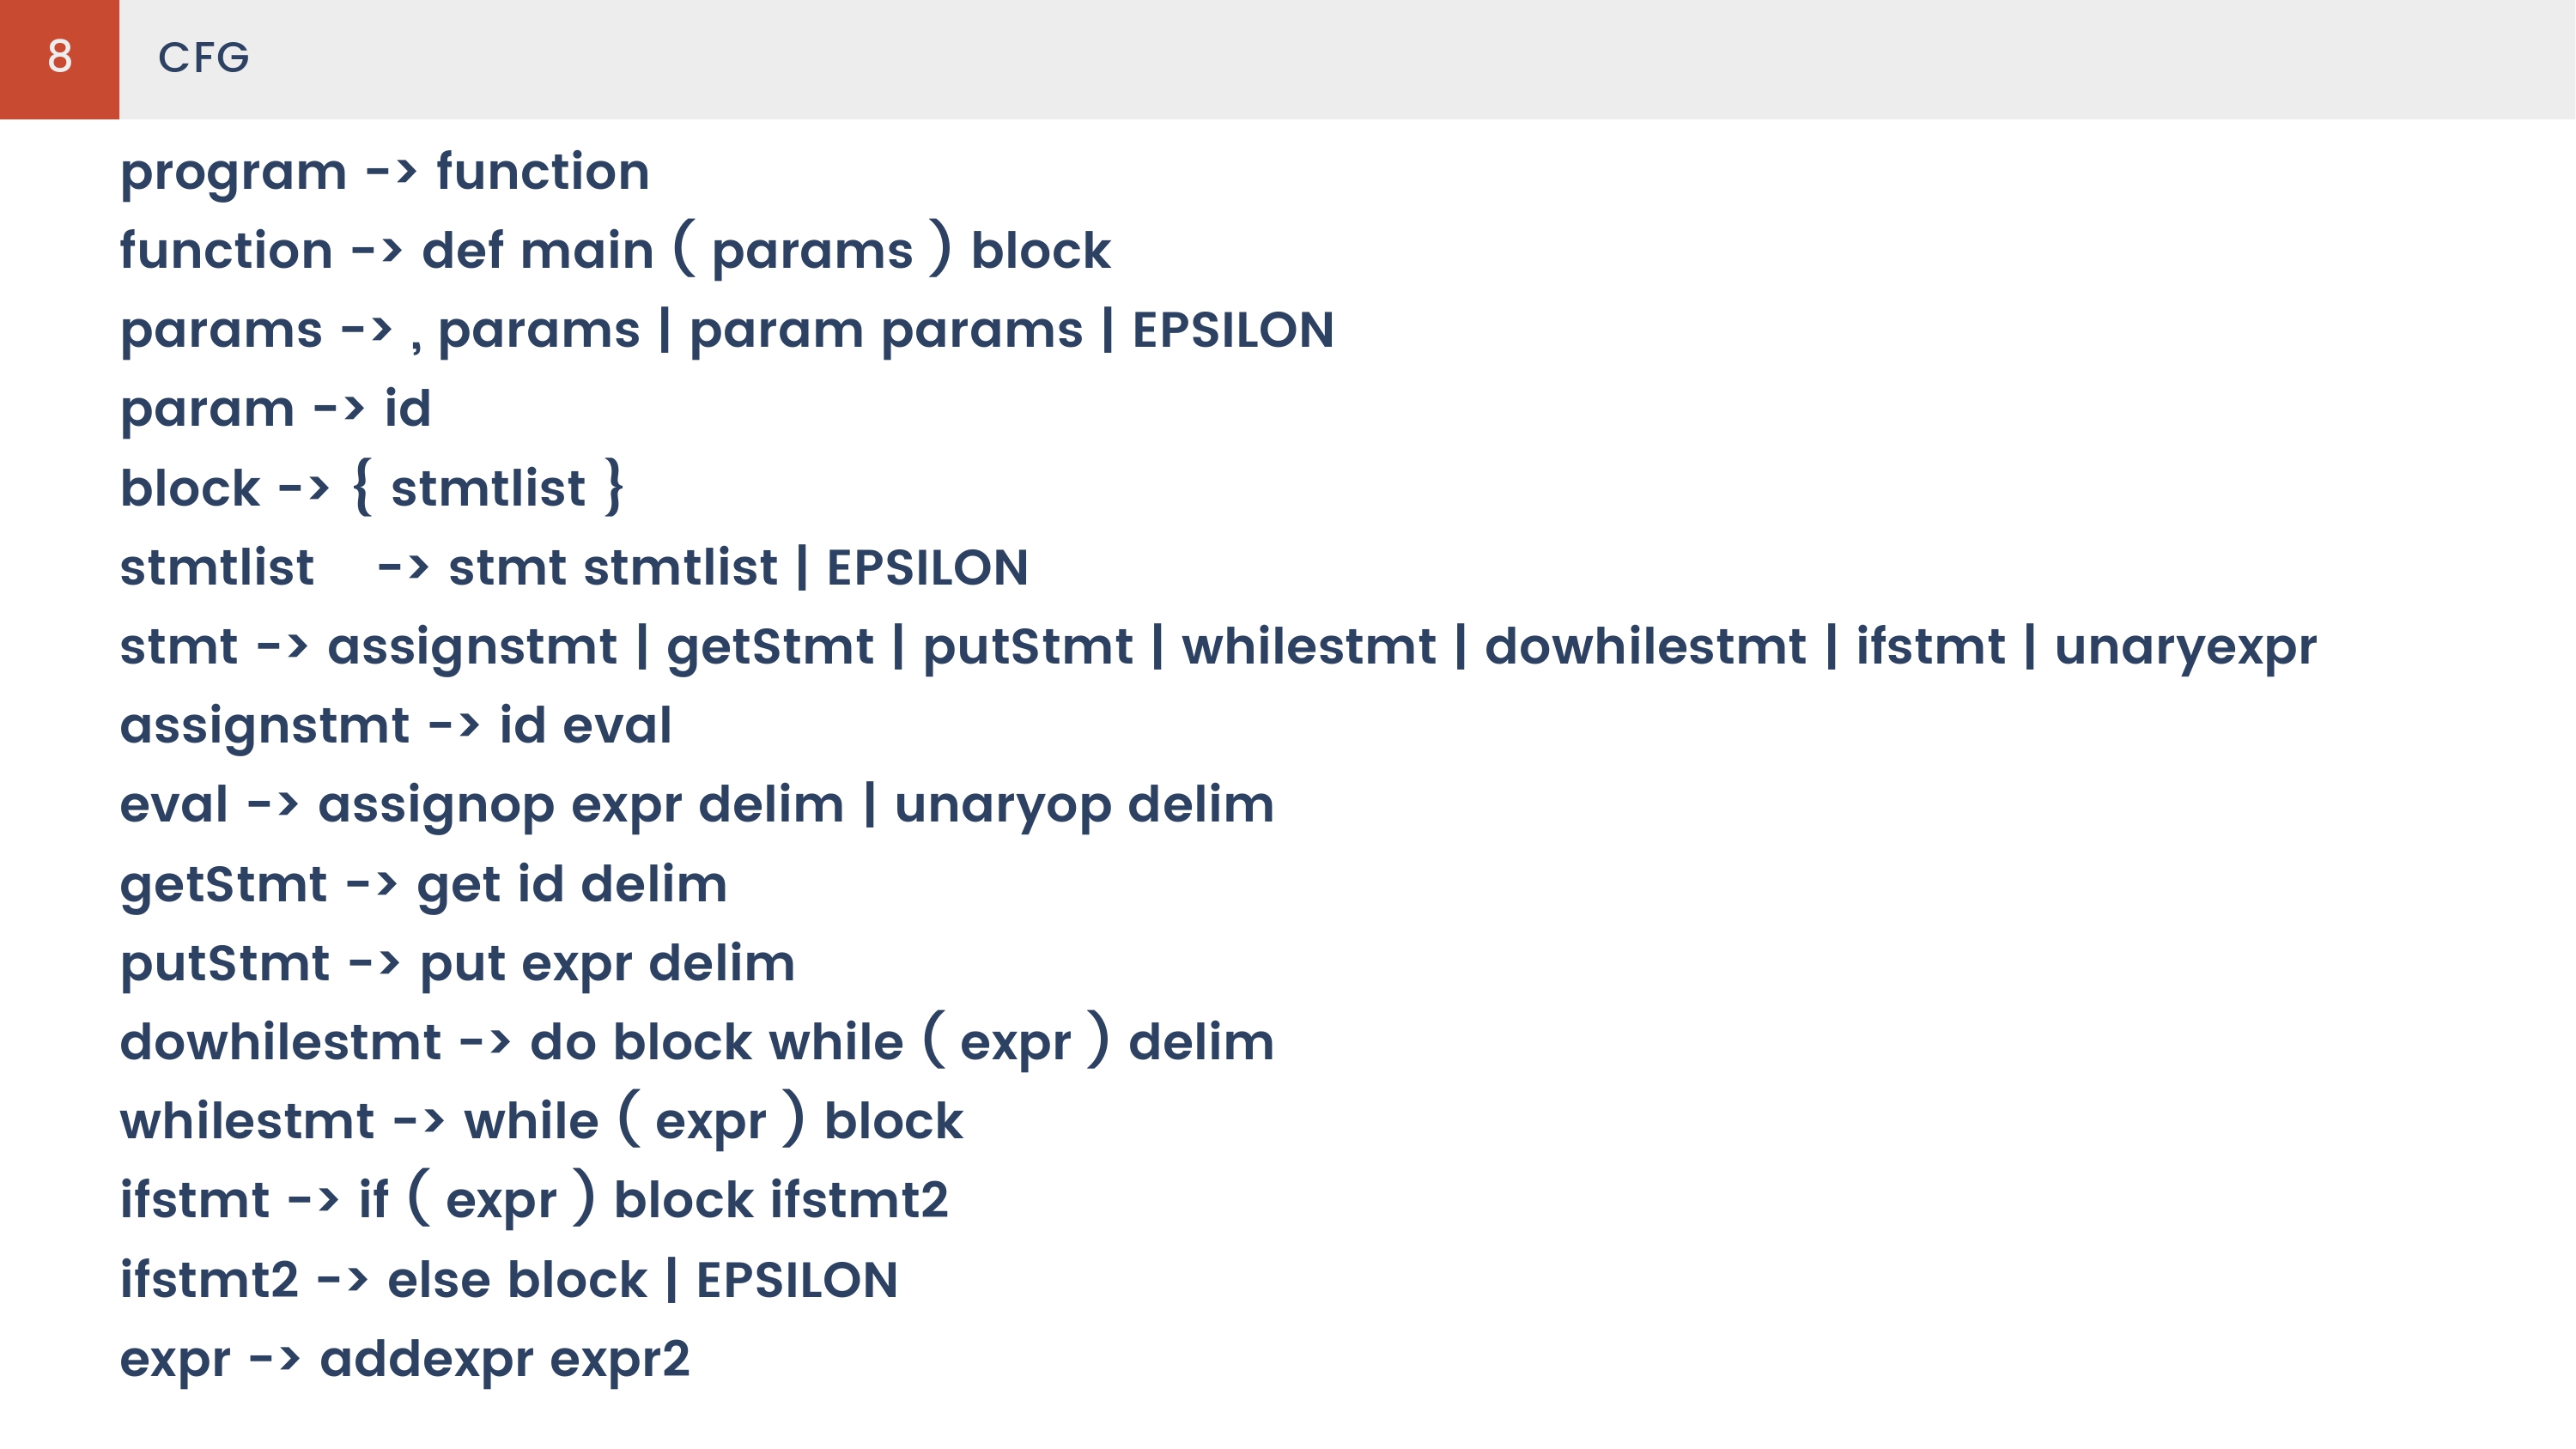 8
CFG
program -> function
function -> def main ( params ) block
params -> , params | param params | EPSILON
param -> id
block -> { stmtlist }
stmtlist -> stmt stmtlist | EPSILON
stmt -> assignstmt | getStmt | putStmt | whilestmt | dowhilestmt | ifstmt | unaryexpr
assignstmt -> id eval
eval -> assignop expr delim | unaryop delim
getStmt -> get id delim
putStmt -> put expr delim
dowhilestmt -> do block while ( expr ) delim
whilestmt -> while ( expr ) block
ifstmt -> if ( expr ) block ifstmt2
ifstmt2 -> else block | EPSILON
expr -> addexpr expr2